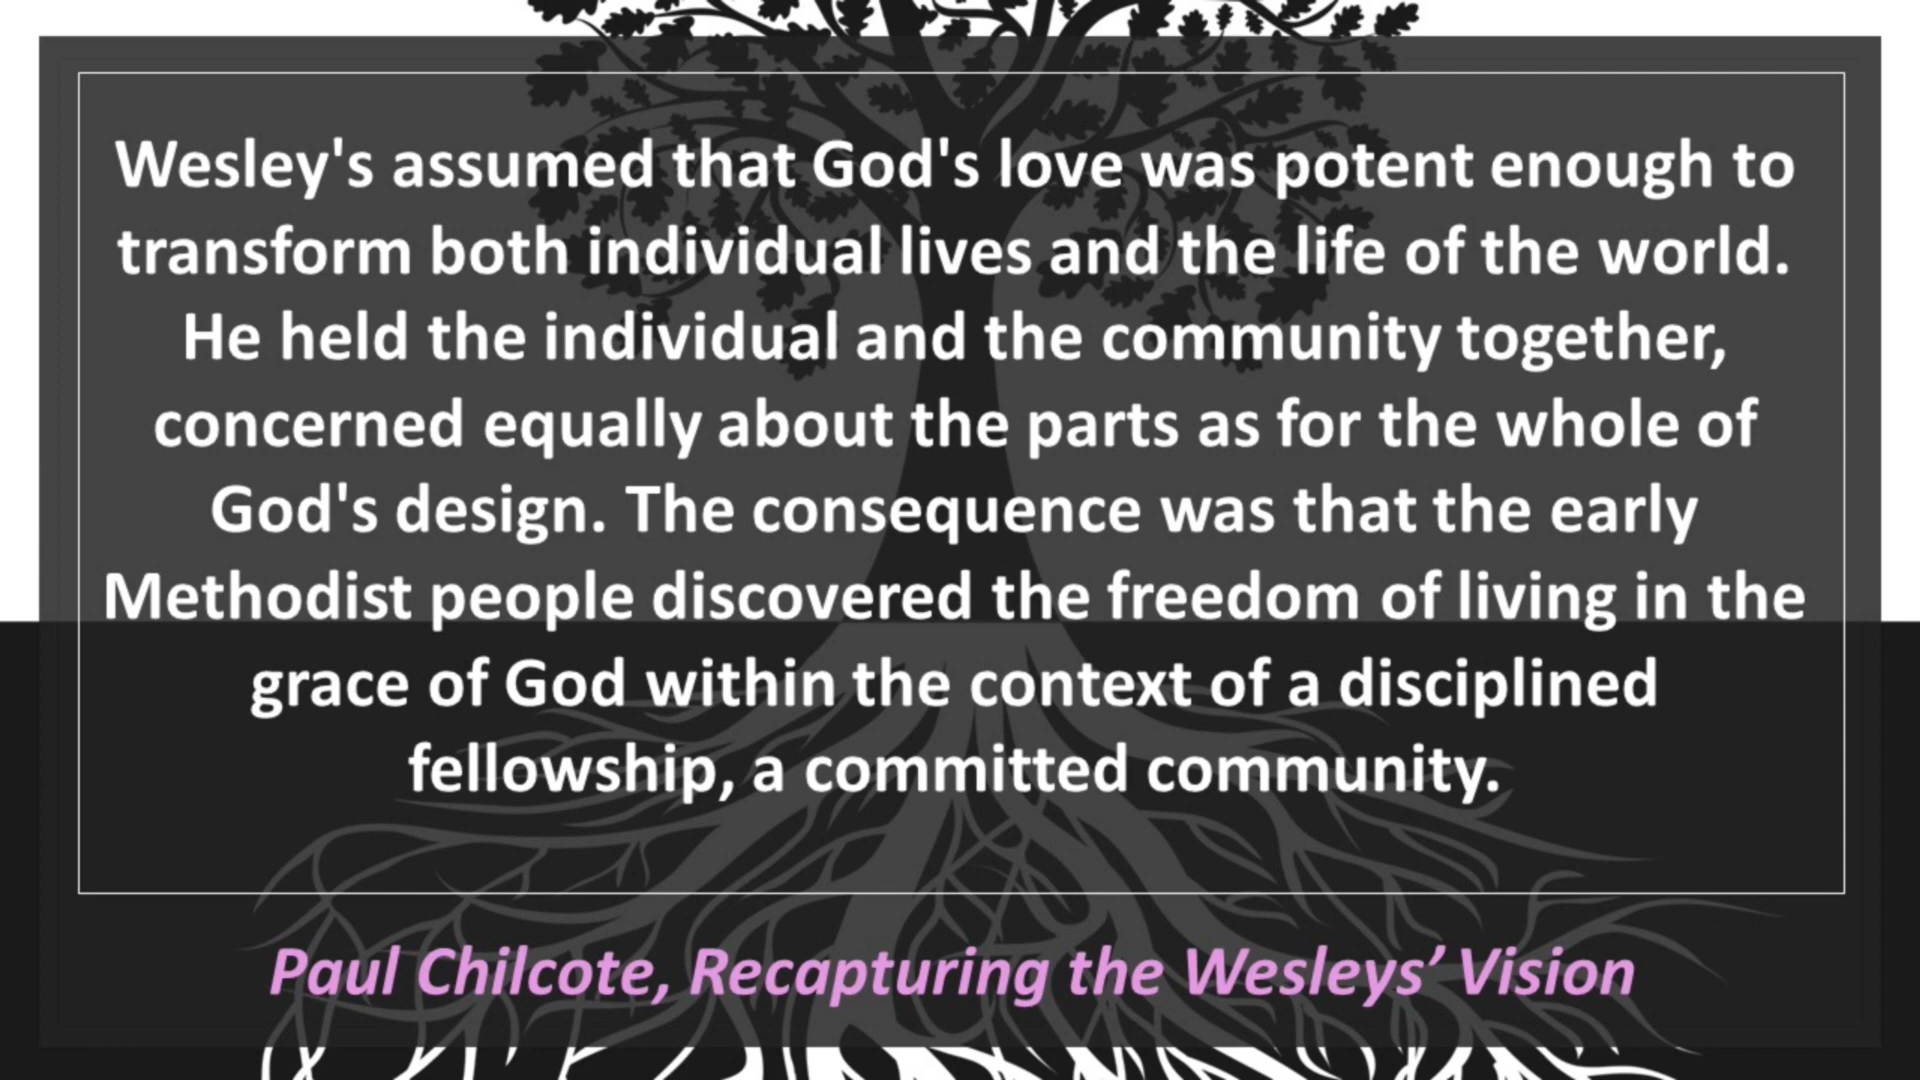 Wesley's assumed that God's love was potent enough to
transform both individual lives and the life of the world.
He held the individual and the community together,
concerned equally about the parts as for the whole of
God's design. The consequence was that the early
Methodist people discovered the freedom of living in the
grace of God within the context of a disciplined
fellowship, a committed community.
Paul Chilcote, Recapturing the Wesleys’ Vision